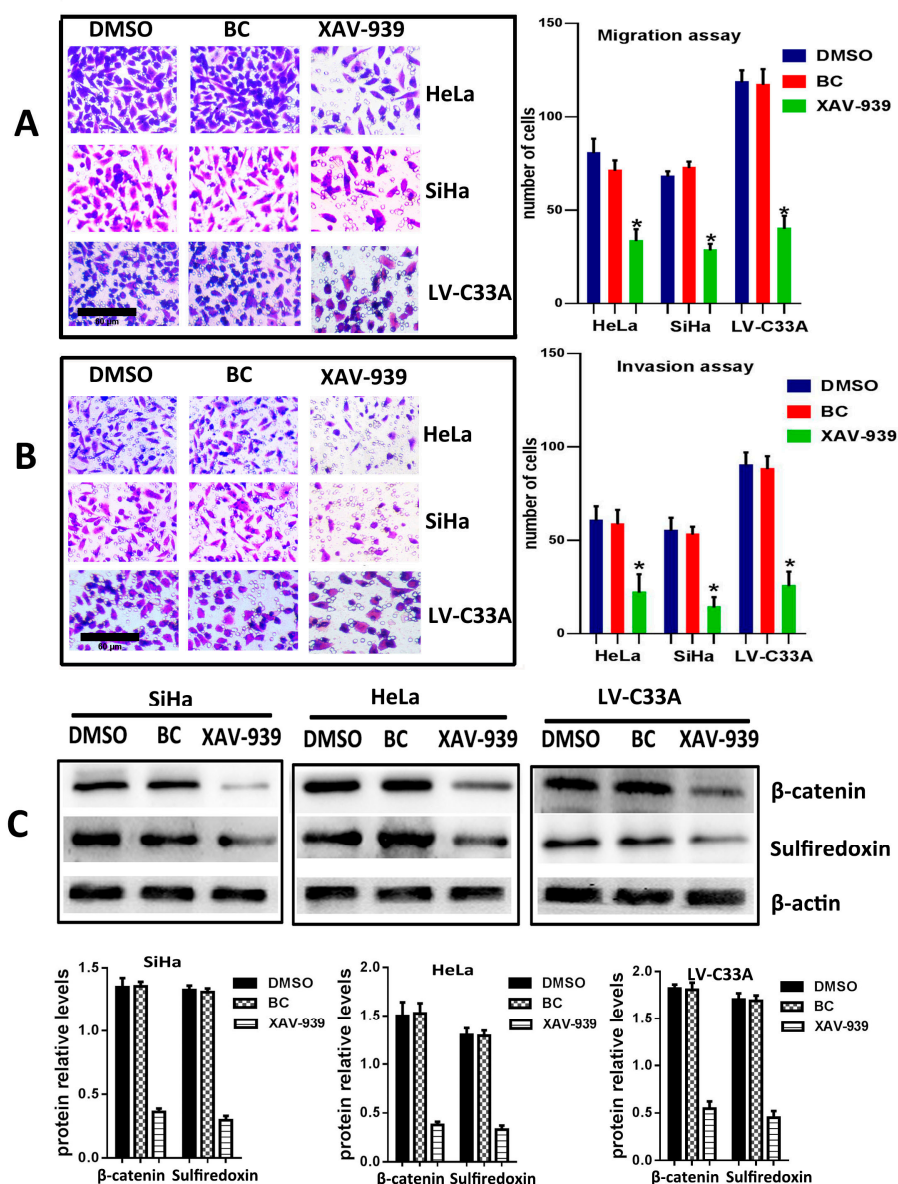 A
DMSO BC XAV-939
HeLa
SiHa
LV-C33A
60 μm
Migration assay
number of cells
150
100
50
0
DMSO
BC
XAV-939
*
*
*
HeLa SiHa LV-C33A
B
DMSO BC XAV-939
HeLa
SiHa
LV-C33A
60 μm
Invasion assay
number of cells
150
100
50
0
DMSO
BC
XAV-939
*
*
*
HeLa SiHa LV-C33A
C
SiHa HeLa LV-C33A
DMSO BC XAV-939 DMSO BC XAV-939 DMSO BC XAV-939
β-catenin
Sulfiredoxin
β-actin
SiHa
protein relative levels
1.5
1.0
0.5
0.0
DMSO
BC
XAV-939
β-catenin Sulfiredoxin
HeLa
protein relative levels
2.0
1.5
1.0
0.5
0.0
DMSO
BC
XAV-939
β-catenin Sulfiredoxin
LV-C33A
protein relative levels
2.0
1.5
1.0
0.5
0.0
DMSO
BC
XAV-939
β-catenin Sulfiredoxin